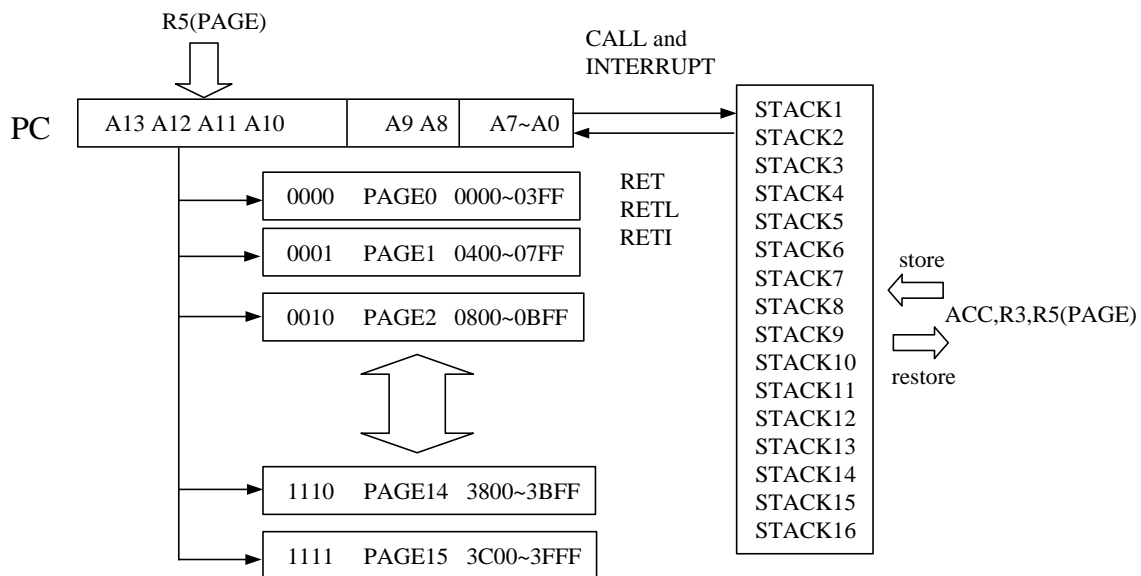 R5(PAGE)
CALL and
INTERRUPT
PC
A13 A12 A11 A10 A9 A8 A7~A0
0000 PAGE0 0000~03FF
0001 PAGE1 0400~07FF
0010 PAGE2 0800~0BFF
1110 PAGE14 3800~3BFF
1111 PAGE15 3C00~3FFF
RET
RETL
RETI
STACK1
STACK2
STACK3
STACK4
STACK5
STACK6
STACK7
STACK8
STACK9
STACK10
STACK11
STACK12
STACK13
STACK14
STACK15
STACK16
store
ACC,R3,R5(PAGE)
restore